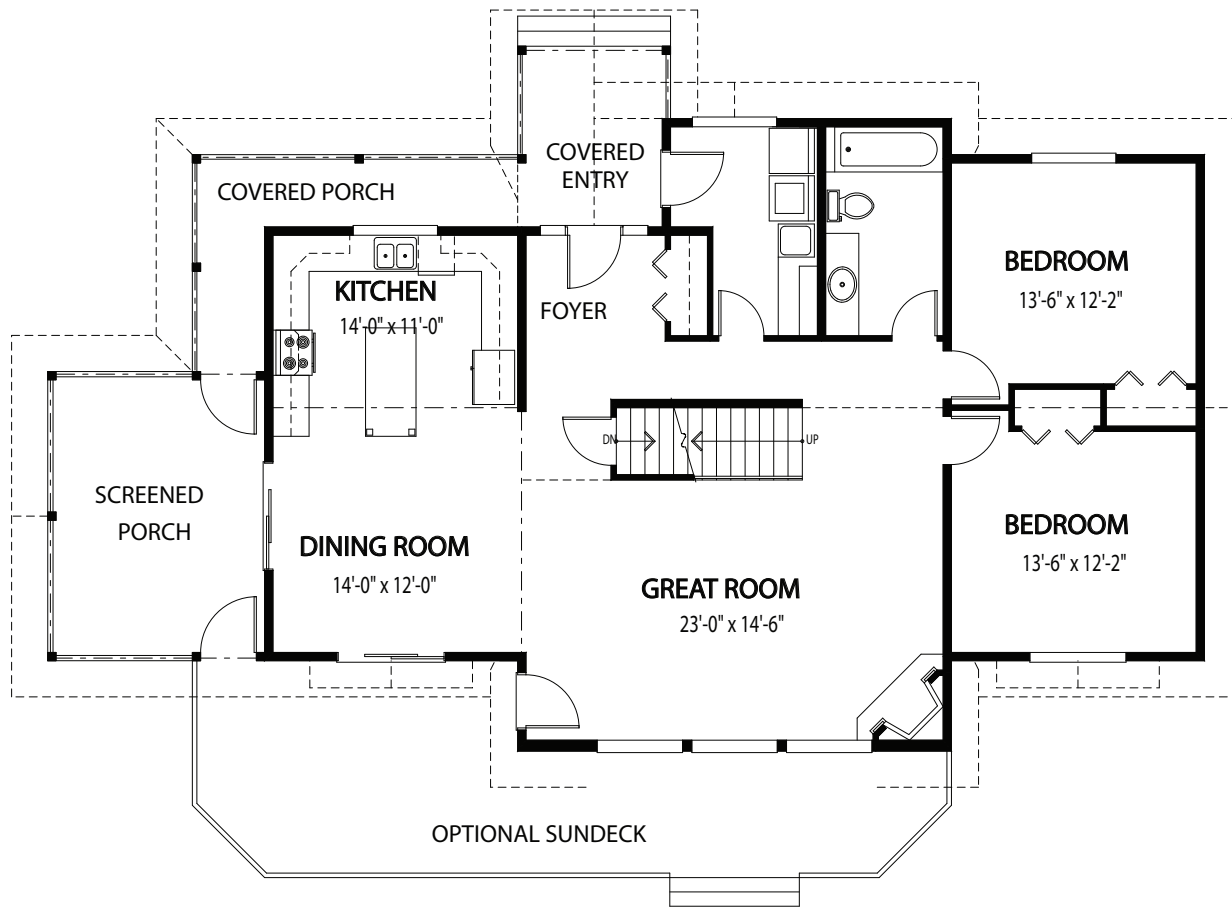 COVERED
ENTRY
COVERED PORCH
KITCHEN
14'-0" x 11'-0"
FOYER
BEDROOM
13'-6" x 12'-2"
DN
UP
SCREENED
PORCH
DINING ROOM
14'-0" x 12'-0"
GREAT ROOM
23'-0" x 14'-6"
BEDROOM
13'-6" x 12'-2"
OPTIONAL SUNDECK